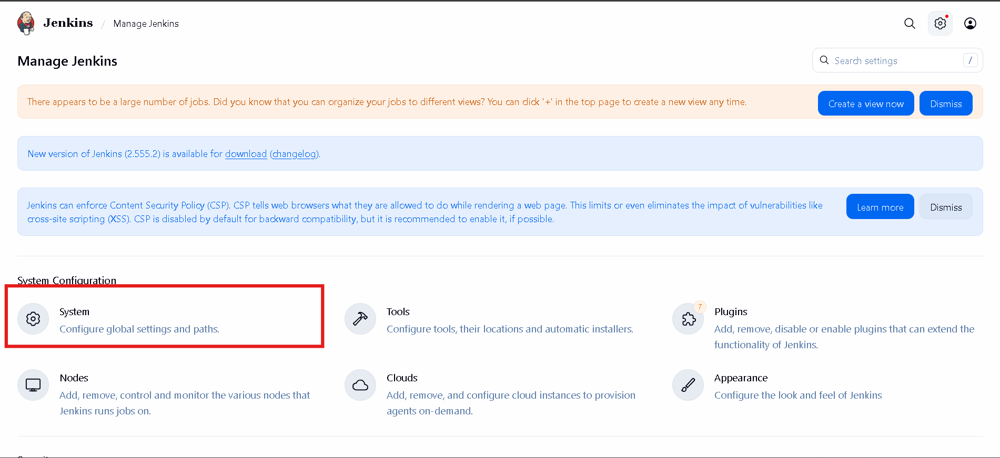 Jenkins / Manage Jenkins
Manage Jenkins
Search settings /
There appears to be a large number of jobs. Did you know that you can organize your jobs to different views? You can click '+' in the top page to create a new view any time.
Create a view now
Dismiss
New version of Jenkins (2.555.2) is available for download (changelog).
Jenkins can enforce Content Security Policy (CSP). CSP tells web browsers what they are allowed to do while rendering a web page. This limits or even eliminates the impact of vulnerabilities like
cross-site scripting (XSS). CSP is disabled by default for backward compatibility, but it is recommended to enable it, if possible.
Learn more
Dismiss
System Configuration
System
Configure global settings and paths.
Tools
Configure tools, their locations and automatic installers.
7
Plugins
Add, remove, disable or enable plugins that can extend the
functionality of Jenkins.
Nodes
Add, remove, control and monitor the various nodes that
Jenkins runs jobs on.
Clouds
Add, remove, and configure cloud instances to provision
agents on-demand.
Appearance
Configure the look and feel of Jenkins